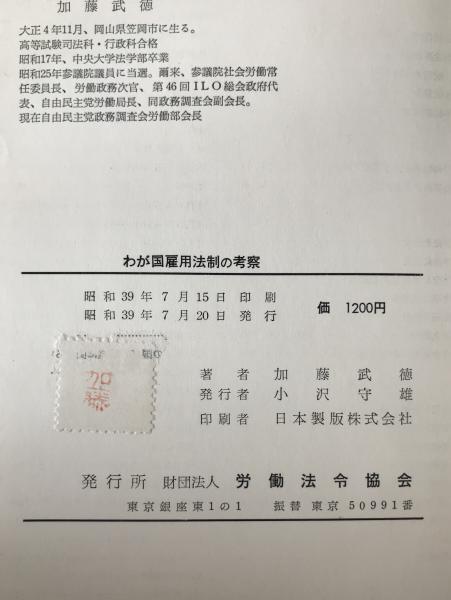 加藤武徳
大正4年11月、岡山県笠岡市に生る。
高等試験司法科・行政科合格
昭和17年、中央大学法学部卒業
昭和25年参議院議員に当選。爾来、参議院社会労働常
任委員長、労働政務次官、第46回ILO総会政府代
表、自由民主党労働局長、同政務調査会副会長。
現在自由民主党政務調査会労働部会長
わが国雇用法制の考察
昭和39年7月15日印刷
昭和39年7月20日発行
価 1200円
加藤
著者 加藤武徳
発行者 小沢守雄
印刷者 日本製版株式会社
発行所 財団法人 労働法令協会
東京銀座東1の1 振替 東京 50991番